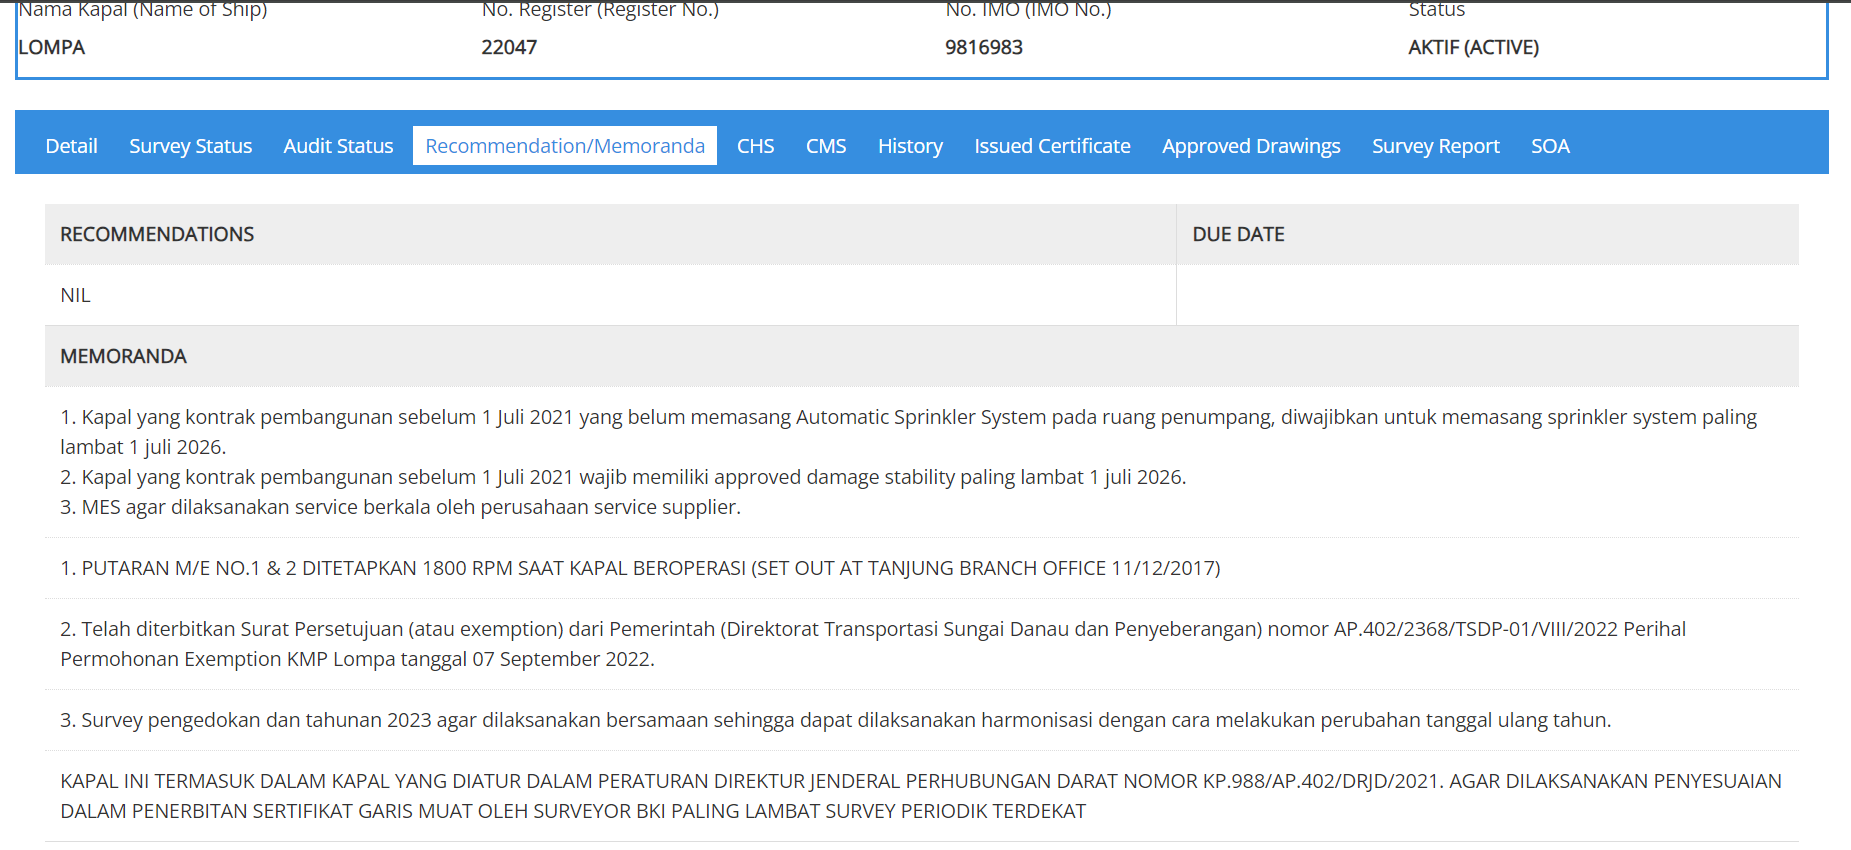 Nama Kapal (Name of Ship) No. Register (Register No.) No. IMO (IMO No.) Status
LOMPA 22047 9816983 AKTIF (ACTIVE)
Detail Survey Status Audit Status Recommendation/Memoranda CHS CMS History Issued Certificate Approved Drawings Survey Report SOA
RECOMMENDATIONS DUE DATE
NIL
MEMORANDA
1. Kapal yang kontrak pembangunan sebelum 1 Juli 2021 yang belum memasang Automatic Sprinkler System pada ruang penumpang, diwajibkan untuk memasang sprinkler system paling
lambat 1 juli 2026.
2. Kapal yang kontrak pembangunan sebelum 1 Juli 2021 wajib memiliki approved damage stability paling lambat 1 juli 2026.
3. MES agar dilaksanakan service berkala oleh perusahaan service supplier.
1. PUTARAN M/E NO.1 & 2 DITETAPKAN 1800 RPM SAAT KAPAL BEROPERASI (SET OUT AT TANJUNG BRANCH OFFICE 11/12/2017)
2. Telah diterbitkan Surat Persetujuan (atau exemption) dari Pemerintah (Direktorat Transportasi Sungai Danau dan Penyeberangan) nomor AP.402/2368/TSDP-01/VIII/2022 Perihal
Permohonan Exemption KMP Lompa tanggal 07 September 2022.
3. Survey pengedokan dan tahunan 2023 agar dilaksanakan bersamaan sehingga dapat dilaksanakan harmonisasi dengan cara melakukan perubahan tanggal ulang tahun.
KAPAL INI TERMASUK DALAM KAPAL YANG DIATUR DALAM PERATURAN DIREKTUR JENDERAL PERHUBUNGAN DARAT NOMOR KP.988/AP.402/DRJD/2021. AGAR DILAKSANAKAN PENYESUAIAN
DALAM PENERBITAN SERTIFIKAT GARIS MUAT OLEH SURVEYOR BKI PALING LAMBAT SURVEY PERIODIK TERDEKAT